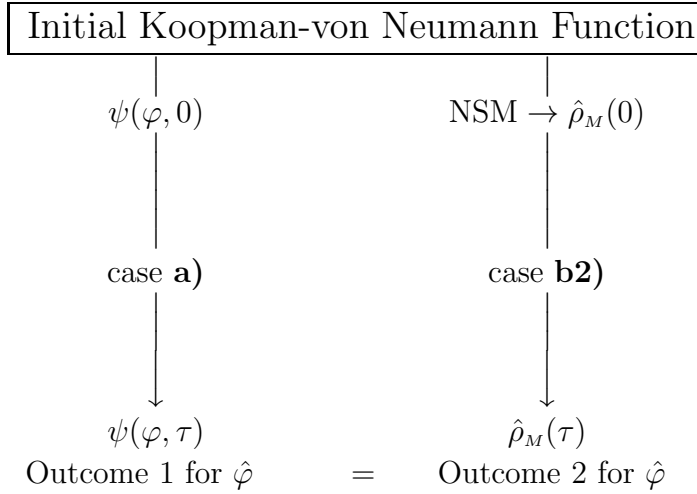 Initial Koopman-von Neumann Function
ψ(φ, 0) NSM → ρ̂_M(0)
case a) case b2)
ψ(φ, τ) ρ̂_M(τ)
Outcome 1 for φ̂ = Outcome 2 for φ̂